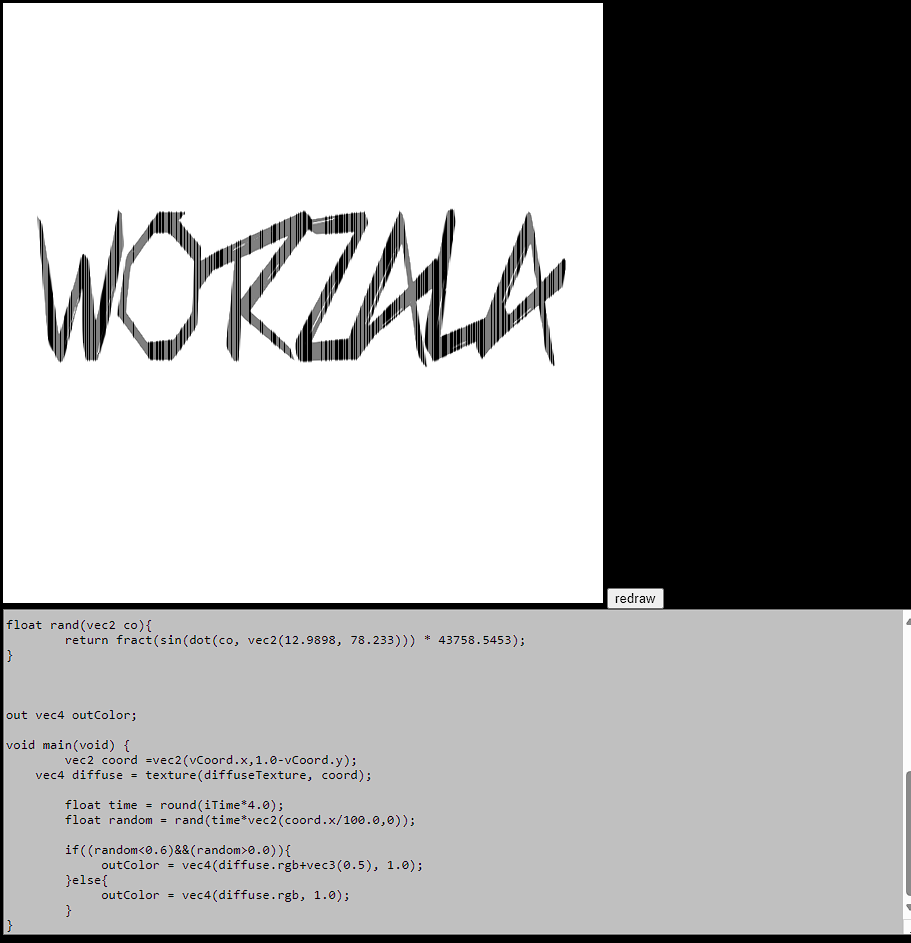 WORZALA
redraw
float rand(vec2 co){
return fract(sin(dot(co, vec2(12.9898, 78.233))) * 43758.5453);
}
out vec4 outColor;
void main(void) {
vec2 coord =vec2(vCoord.x,1.0-vCoord.y);
vec4 diffuse = texture(diffuseTexture, coord);
float time = round(iTime*4.0);
float random = rand(time*vec2(coord.x/100.0,0));
if((random<0.6)&&(random>0.0)){
outColor = vec4(diffuse.rgb+vec3(0.5), 1.0);
}else{
outColor = vec4(diffuse.rgb, 1.0);
}
}